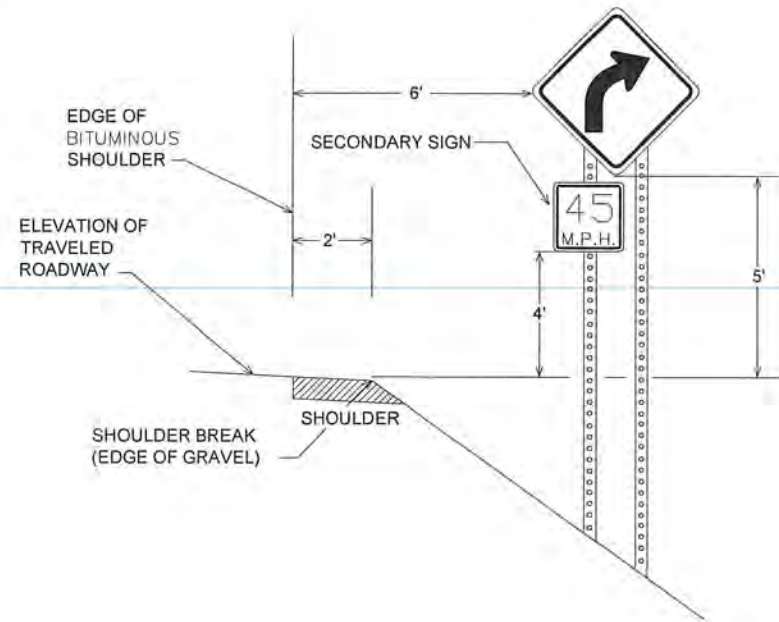 6'
EDGE OF
BITUMINOUS
SHOULDER
SECONDARY SIGN
45
M.P.H.
ELEVATION OF
TRAVELED
ROADWAY
2'
5'
4'
SHOULDER
SHOULDER BREAK
(EDGE OF GRAVEL)